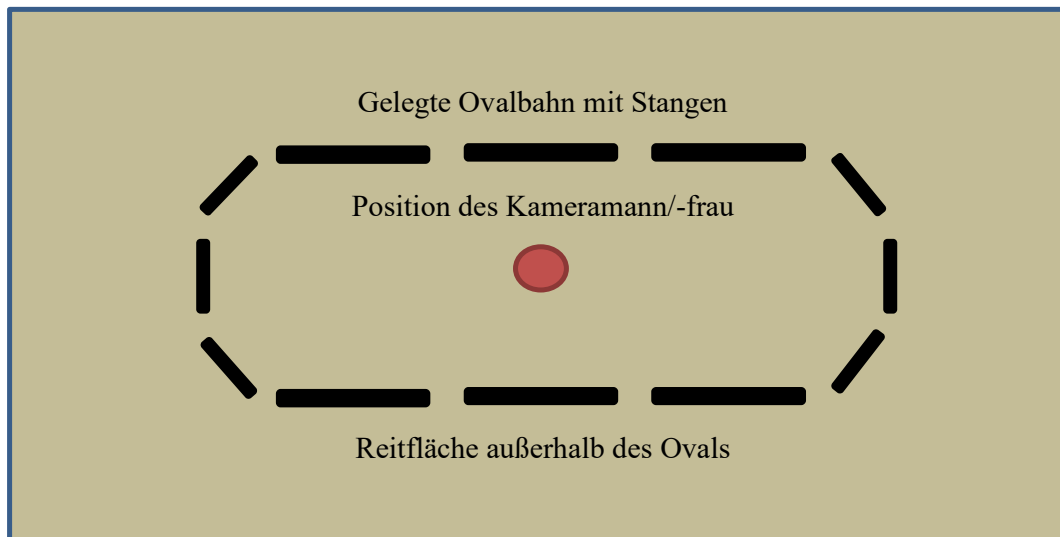 Gelegte Ovalbahn mit Stangen
Position des Kameramann/-frau
Reitfläche außerhalb des Ovals